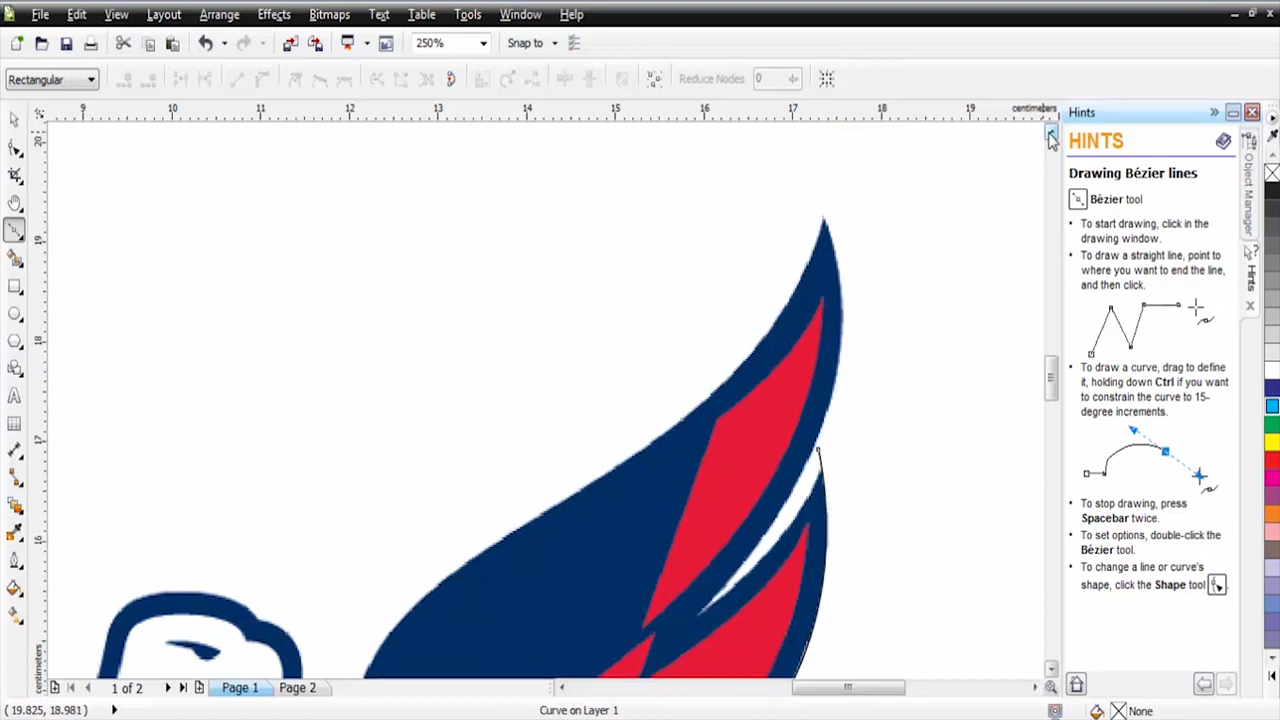 File Edit View Layout Arrange Effects Bitmaps Text Table Tools Window Help
250% Snap to
Rectangular Reduce Nodes 0
9 10 11 12 13 14 15 16 17 18 19 centimeters
20
19
18
17
16
centimeters
Hints
HINTS
Drawing Bézier lines
Bézier tool
• To start drawing, click in the
drawing window.
• To draw a straight line, point to
where you want to end the line,
and then click.
• To draw a curve, drag to define
it, holding down Ctrl if you want
to constrain the curve to 15-
degree increments.
• To stop drawing, press
Spacebar twice.
• To set options, double-click the
Bézier tool.
• To change a line or curve's
shape, click the Shape tool
Object Manager
Hints
1 of 2 Page 1 Page 2
( 19.825, 18.981 ) Curve on Layer 1 None